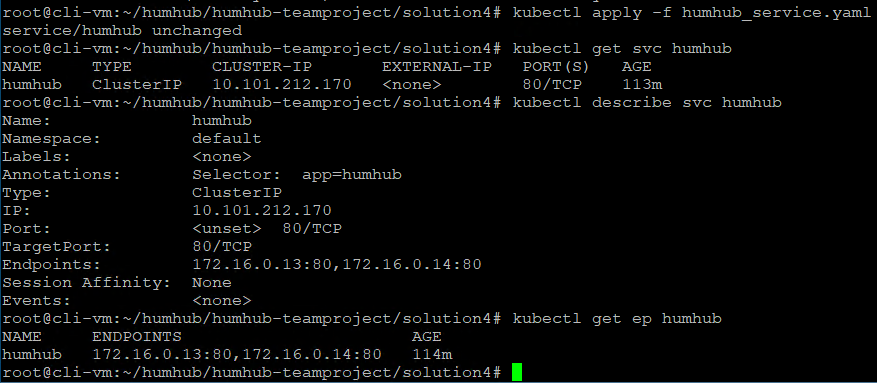 root@cli-vm:~/humhub/humhub-teamproject/solution4# kubectl apply -f humhub_service.yaml
service/humhub unchanged
root@cli-vm:~/humhub/humhub-teamproject/solution4# kubectl get svc humhub
NAME     TYPE        CLUSTER-IP       EXTERNAL-IP   PORT(S)   AGE
humhub   ClusterIP   10.101.212.170   <none>        80/TCP    113m
root@cli-vm:~/humhub/humhub-teamproject/solution4# kubectl describe svc humhub
Name:              humhub
Namespace:         default
Labels:            <none>
Annotations:       Selector:  app=humhub
Type:              ClusterIP
IP:                10.101.212.170
Port:              <unset>  80/TCP
TargetPort:        80/TCP
Endpoints:         172.16.0.13:80,172.16.0.14:80
Session Affinity:  None
Events:            <none>
root@cli-vm:~/humhub/humhub-teamproject/solution4# kubectl get ep humhub
NAME     ENDPOINTS                       AGE
humhub   172.16.0.13:80,172.16.0.14:80   114m
root@cli-vm:~/humhub/humhub-teamproject/solution4#